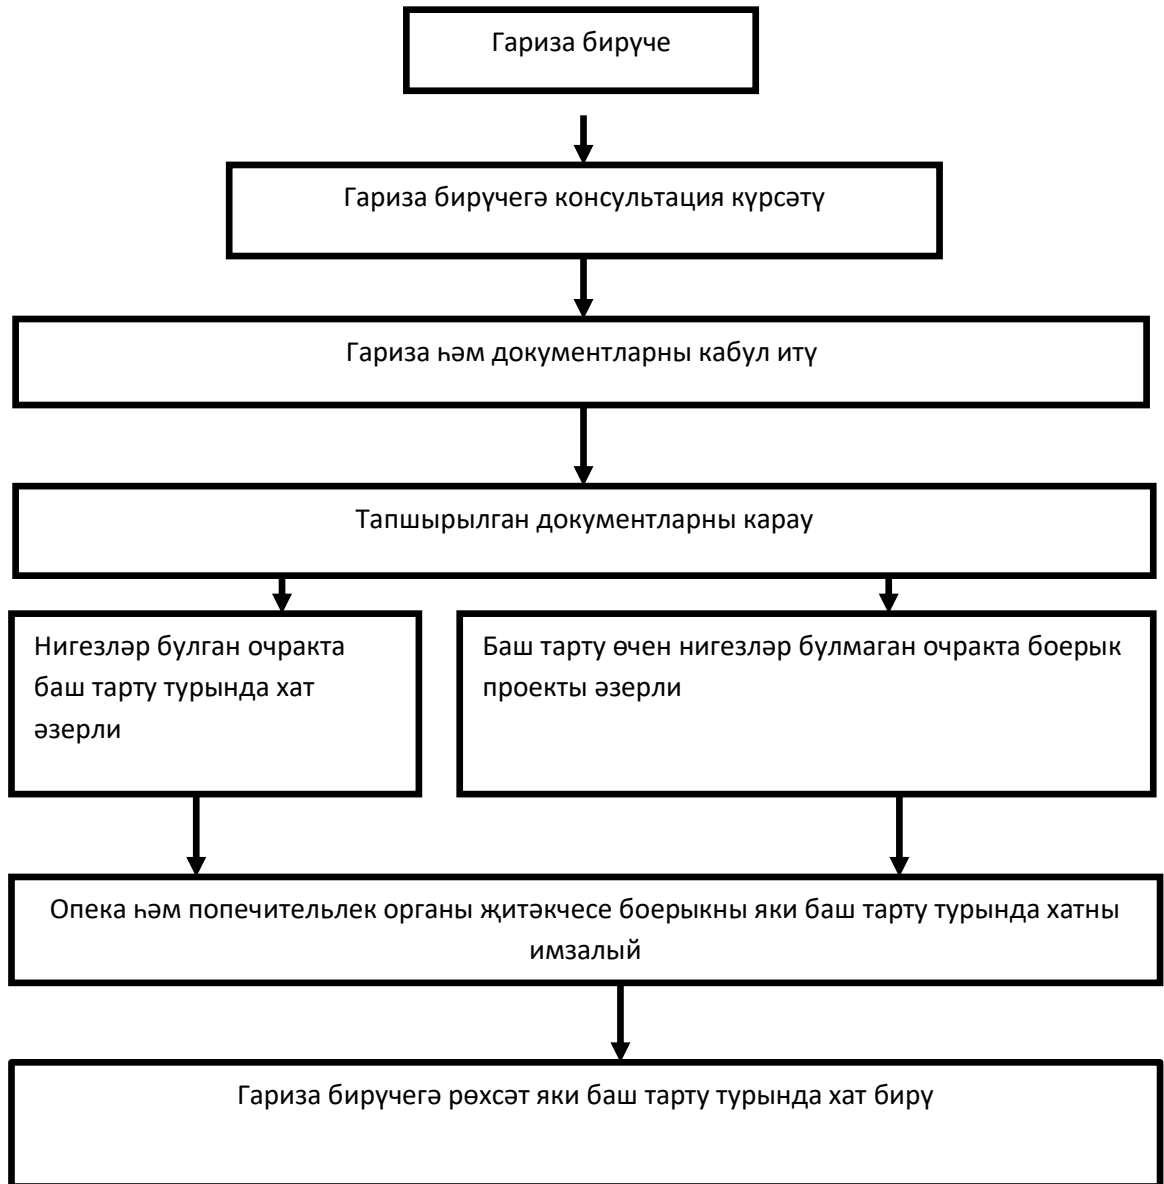 Гариза бирүче
Гариза бирүчегә консультация күрсәтү
Гариза һәм документларны кабул итү
Тапшырылган документларны карау
Нигезләр булган очракта
баш тарту турында хат
әзерли
Баш тарту өчен нигезләр булмаган очракта боерык
проекты әзерли
Опека һәм попечительлек органы җитәкчесе боерыкны яки баш тарту турында хатны
имзалый
Гариза бирүчегә рөхсәт яки баш тарту турында хат бирү